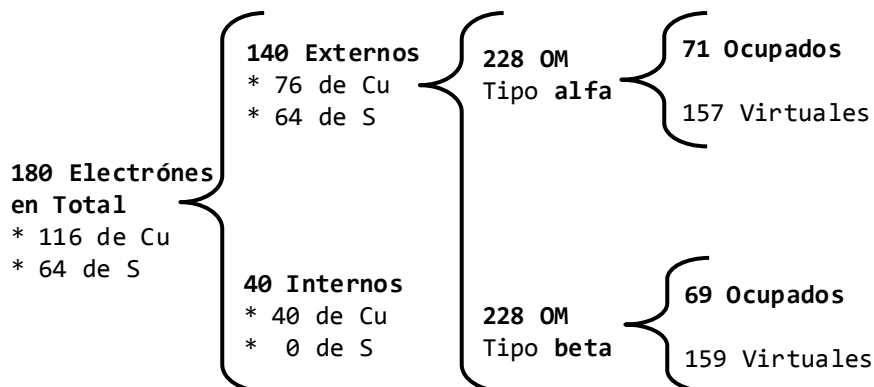 180 Electrónes
en Total
* 116 de Cu
* 64 de S
140 Externos
* 76 de Cu
* 64 de S
40 Internos
* 40 de Cu
* 0 de S
228 OM
Tipo alfa
71 Ocupados
157 Virtuales
228 OM
Tipo beta
69 Ocupados
159 Virtuales